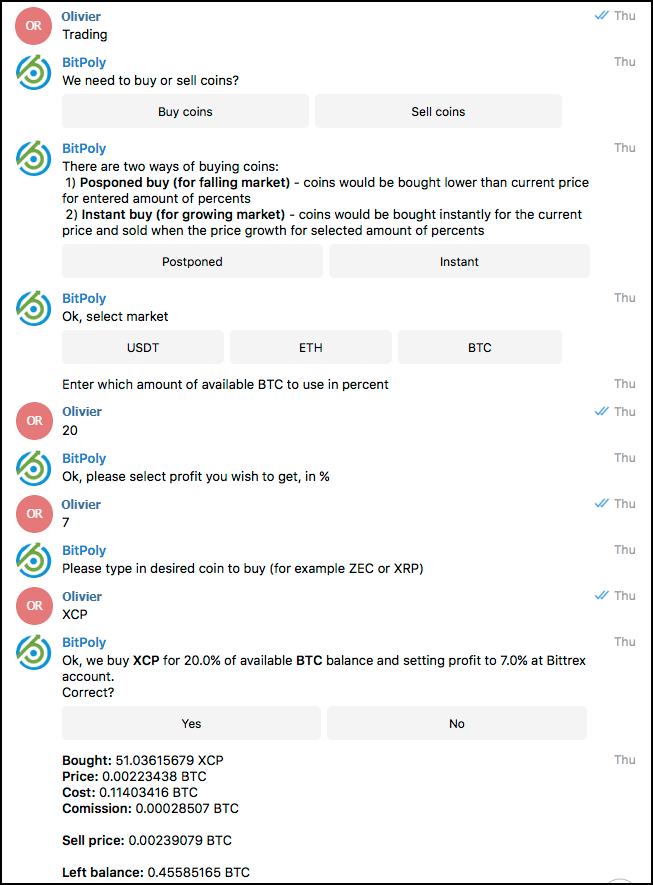 OR
Olivier
Thu
Trading
BitPoly
Thu
We need to buy or sell coins?
Buy coins
Sell coins
BitPoly
Thu
There are two ways of buying coins:
1) Posponed buy (for falling market) - coins would be bought lower than current price
for entered amount of percents
2) Instant buy (for growing market) - coins would be bought instantly for the current
price and sold when the price growth for selected amount of percents
Postponed
Instant
BitPoly
Thu
Ok, select market
USDT
ETH
BTC
Enter which amount of available BTC to use in percent
Thu
OR
Olivier
Thu
20
BitPoly
Thu
Ok, please select profit you wish to get, in %
OR
Olivier
Thu
7
BitPoly
Thu
Please type in desired coin to buy (for example ZEC or XRP)
OR
Olivier
Thu
XCP
BitPoly
Thu
Ok, we buy XCP for 20.0% of available BTC balance and setting profit to 7.0% at Bittrex
account.
Correct?
Yes
No
Bought: 51.03615679 XCP
Thu
Price: 0.00223438 BTC
Cost: 0.11403416 BTC
Comission: 0.00028507 BTC
Sell price: 0.00239079 BTC
Left balance: 0.45585165 BTC